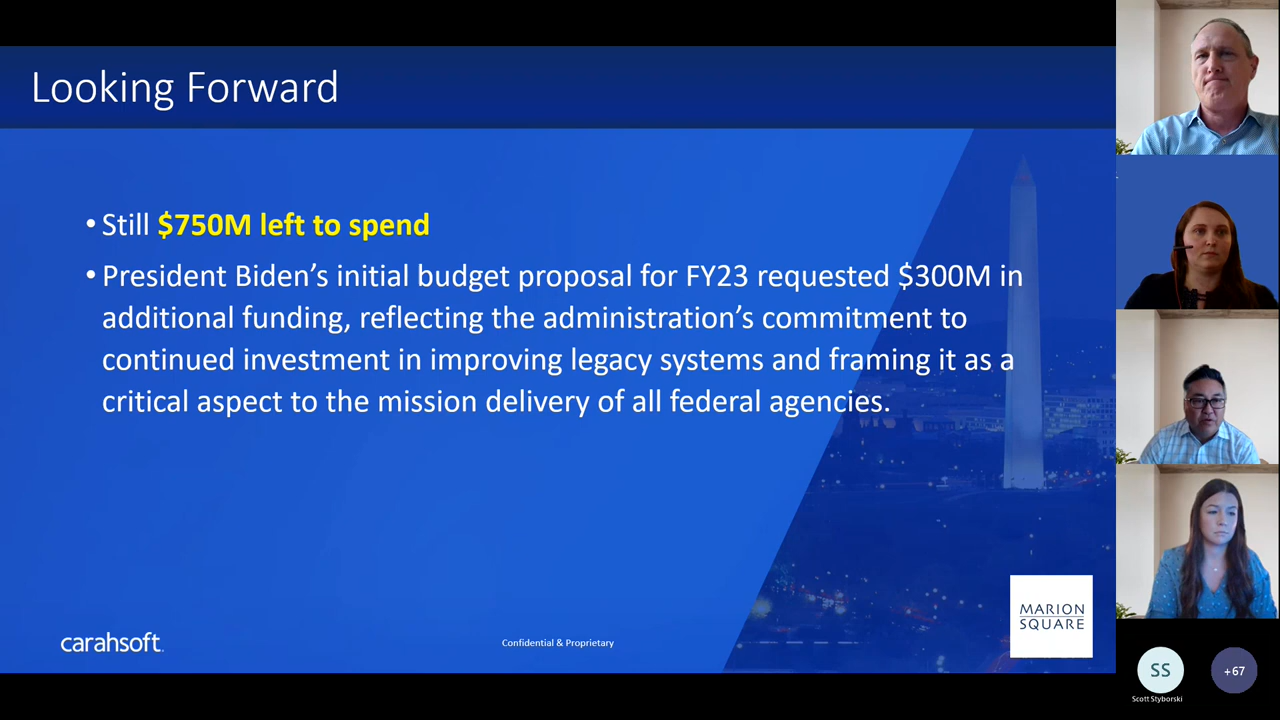 Looking Forward
• Still $750M left to spend
• President Biden’s initial budget proposal for FY23 requested $300M in
additional funding, reflecting the administration’s commitment to
continued investment in improving legacy systems and framing it as a
critical aspect to the mission delivery of all federal agencies.
MARION
SQUARE
carahsoft.
Confidential & Proprietary
SS
+67
Scott Styborski